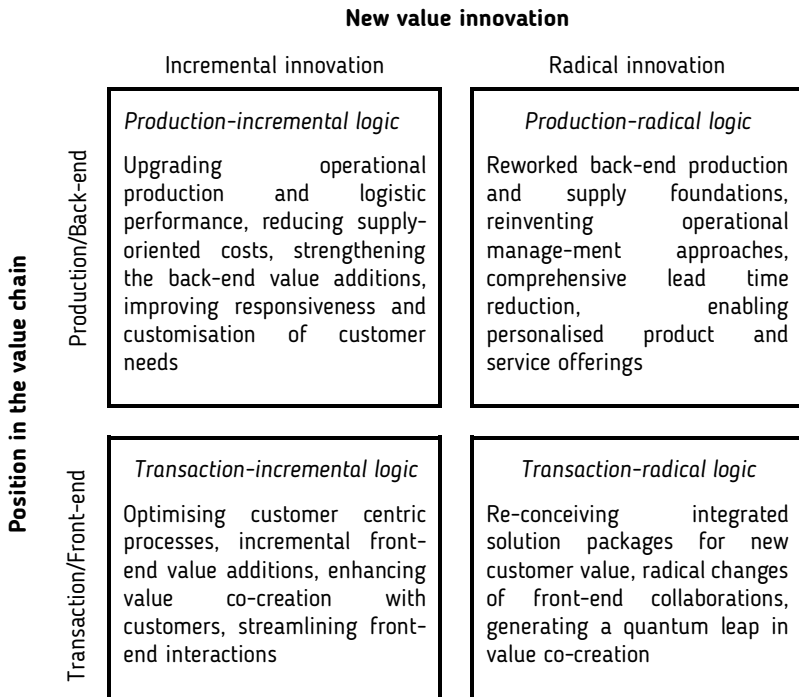 New value innovation
Incremental innovation
Radical innovation
Position in the value chain
Production/Back-end
Production-incremental logic
Upgrading operational
production and logistic
performance, reducing supply-
oriented costs, strengthening
the back-end value additions,
improving responsiveness and
customisation of customer
needs
Production-radical logic
Reworked back-end production
and supply foundations,
reinventing operational
manage-ment approaches,
comprehensive lead time
reduction, enabling
personalised product and
service offerings
Transaction/Front-end
Transaction-incremental logic
Optimising customer centric
processes, incremental front-
end value additions, enhancing
value co-creation with
customers, streamlining front-
end interactions
Transaction-radical logic
Re-conceiving integrated
solution packages for new
customer value, radical changes
of front-end collaborations,
generating a quantum leap in
value co-creation